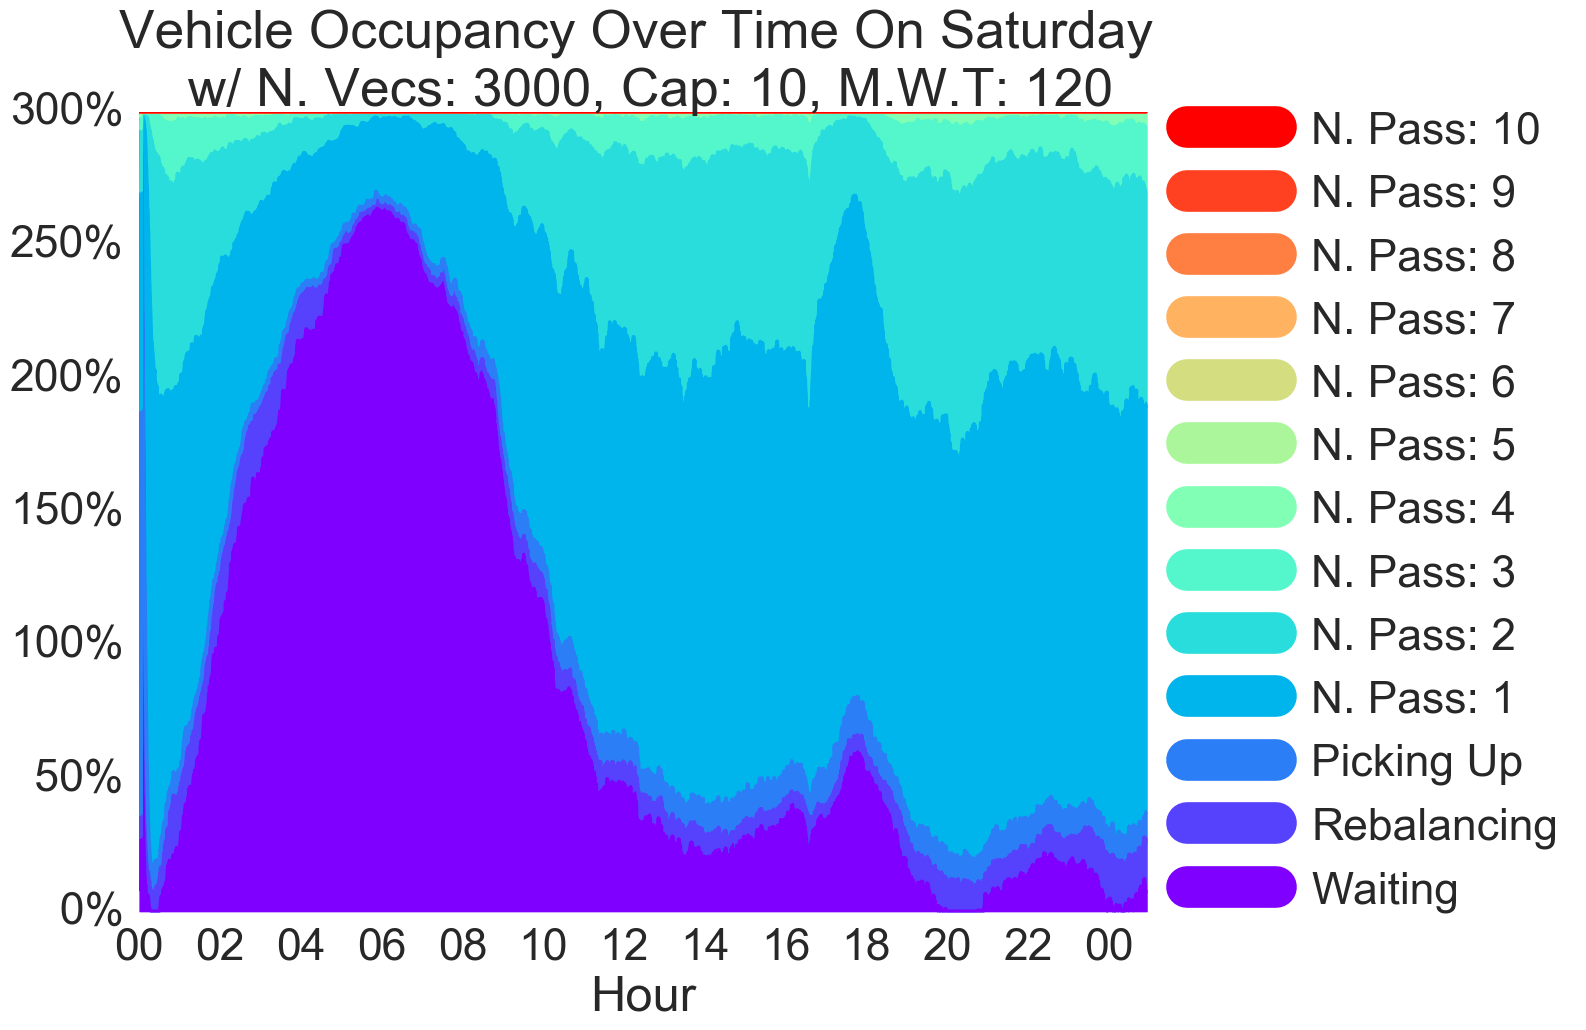 Vehicle Occupancy Over Time On Saturday
w/ N. Vecs: 3000, Cap: 10, M.W.T: 120
300%
250%
200%
150%
100%
50%
0%
00 02 04 06 08 10 12 14 16 18 20 22 00
Hour
N. Pass: 10
N. Pass: 9
N. Pass: 8
N. Pass: 7
N. Pass: 6
N. Pass: 5
N. Pass: 4
N. Pass: 3
N. Pass: 2
N. Pass: 1
Picking Up
Rebalancing
Waiting